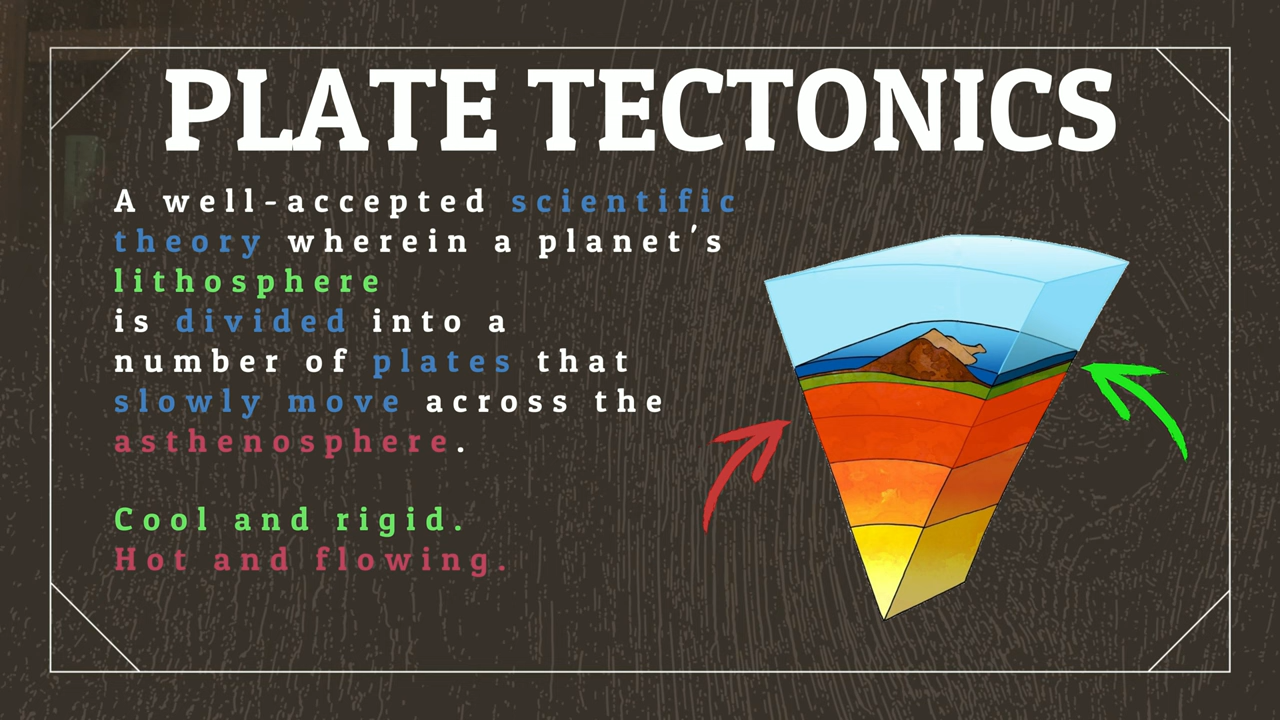 PLATE TECTONICS
A well-accepted scientific
theory wherein a planet's
lithosphere
is divided into a
number of plates that
slowly move across the
asthenosphere.
Cool and rigid.
Hot and flowing.